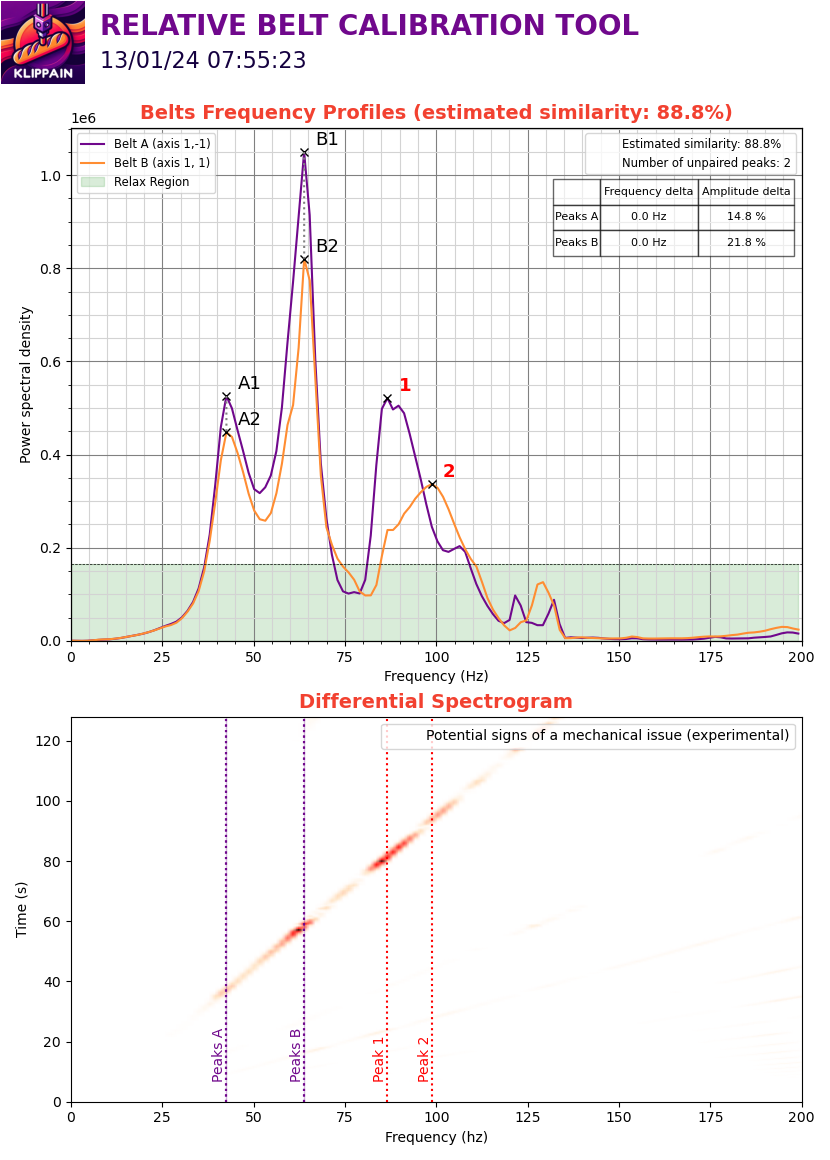 KLIPPAIN
RELATIVE BELT CALIBRATION TOOL
13/01/24 07:55:23
Belts Frequency Profiles (estimated similarity: 88.8%)
1e6
Belt A (axis 1,-1)
Belt B (axis 1, 1)
Relax Region
Estimated similarity: 88.8%
Number of unpaired peaks: 2
Frequency delta Amplitude delta
Peaks A 0.0 Hz 14.8 %
Peaks B 0.0 Hz 21.8 %
B1
B2
A1
A2
1
2
Power spectral density
1.0
0.8
0.6
0.4
0.2
0.0
0 25 50 75 100 125 150 175 200
Frequency (Hz)
Differential Spectrogram
Potential signs of a mechanical issue (experimental)
Time (s)
120
100
80
60
40
20
0
Peaks A
Peaks B
Peak 1
Peak 2
0 25 50 75 100 125 150 175 200
Frequency (hz)